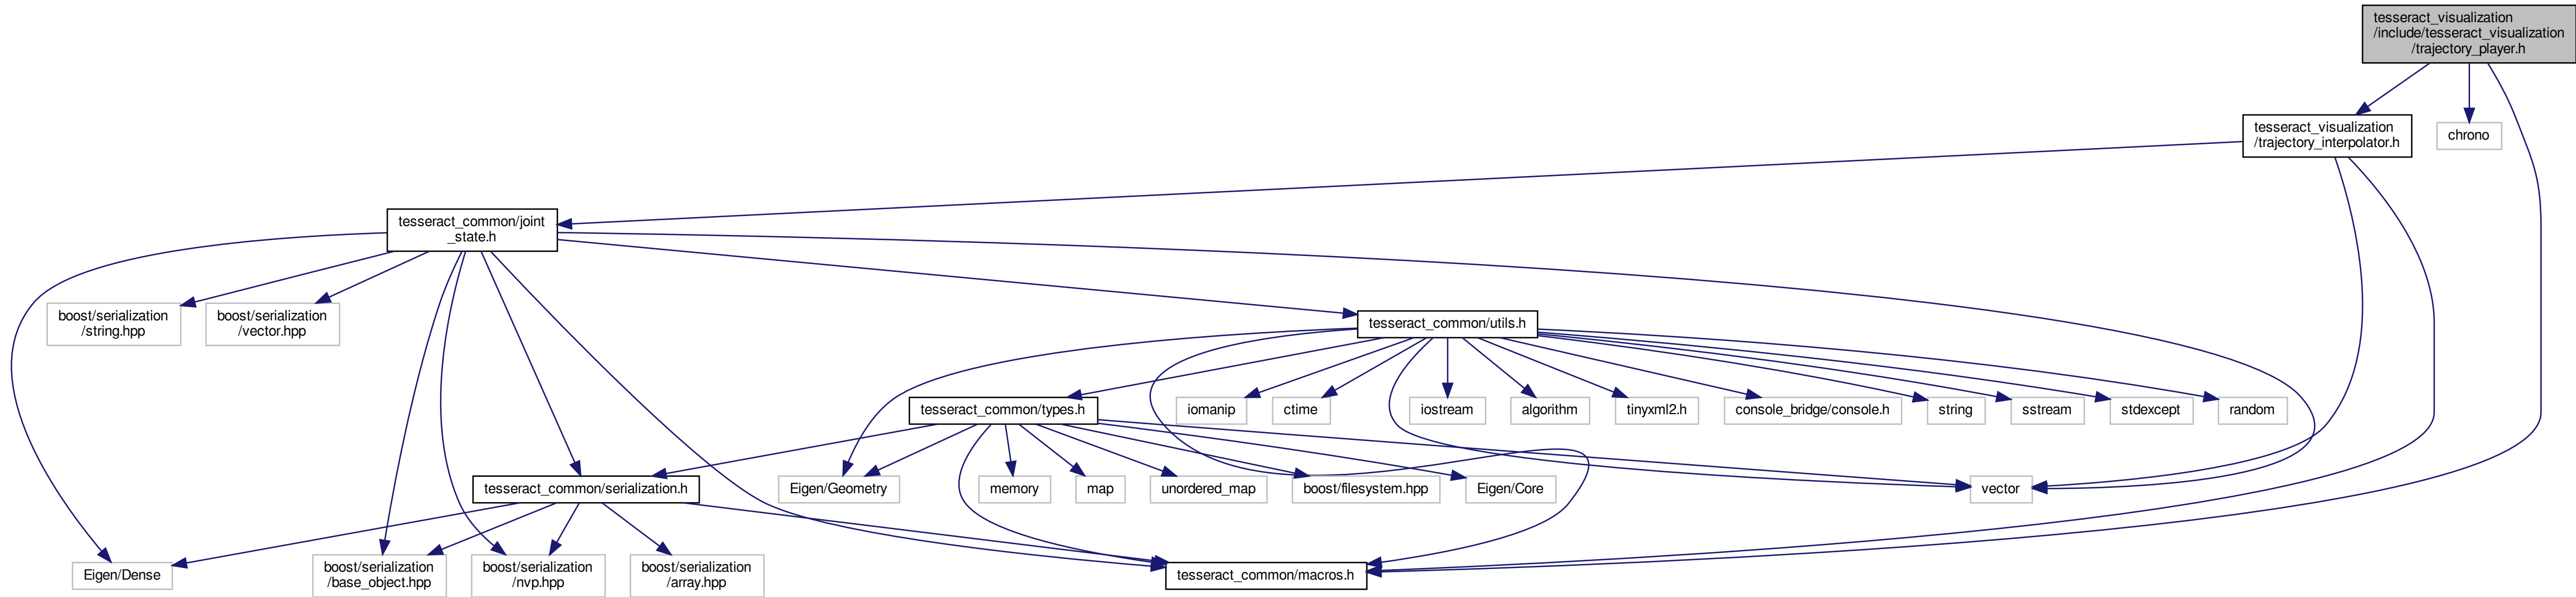 tesseract_visualization
/include/tesseract_visualization
/trajectory_player.h
tesseract_visualization
/trajectory_interpolator.h
chrono
tesseract_common/joint
_state.h
boost/serialization
/string.hpp
boost/serialization
/vector.hpp
tesseract_common/utils.h
tesseract_common/types.h
iomanip
ctime
iostream
algorithm
tinyxml2.h
console_bridge/console.h
string
sstream
stdexcept
random
tesseract_common/serialization.h
Eigen/Geometry
memory
map
unordered_map
boost/filesystem.hpp
Eigen/Core
vector
Eigen/Dense
boost/serialization
/base_object.hpp
boost/serialization
/nvp.hpp
boost/serialization
/array.hpp
tesseract_common/macros.h